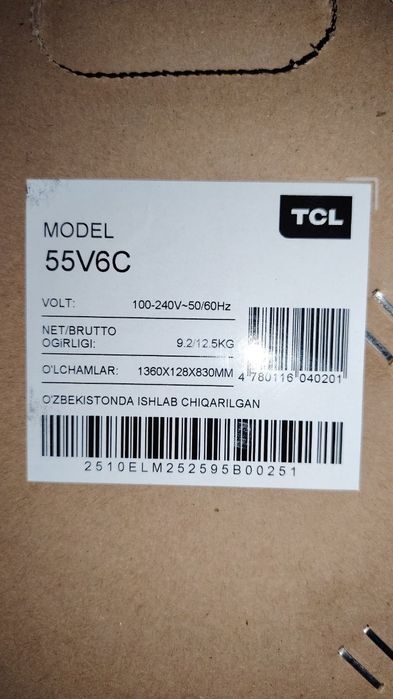 TCL
MODEL
55V6C
VOLT: 100-240V~50/60Hz
NET/BRUTTO
OGiRLIGI: 9.2/12.5KG
O'LCHAMLAR: 1360X128X830MM
4 780116 040201
O'ZBEKISTONDA ISHLAB CHIQARILGAN
2510ELM252595B00251